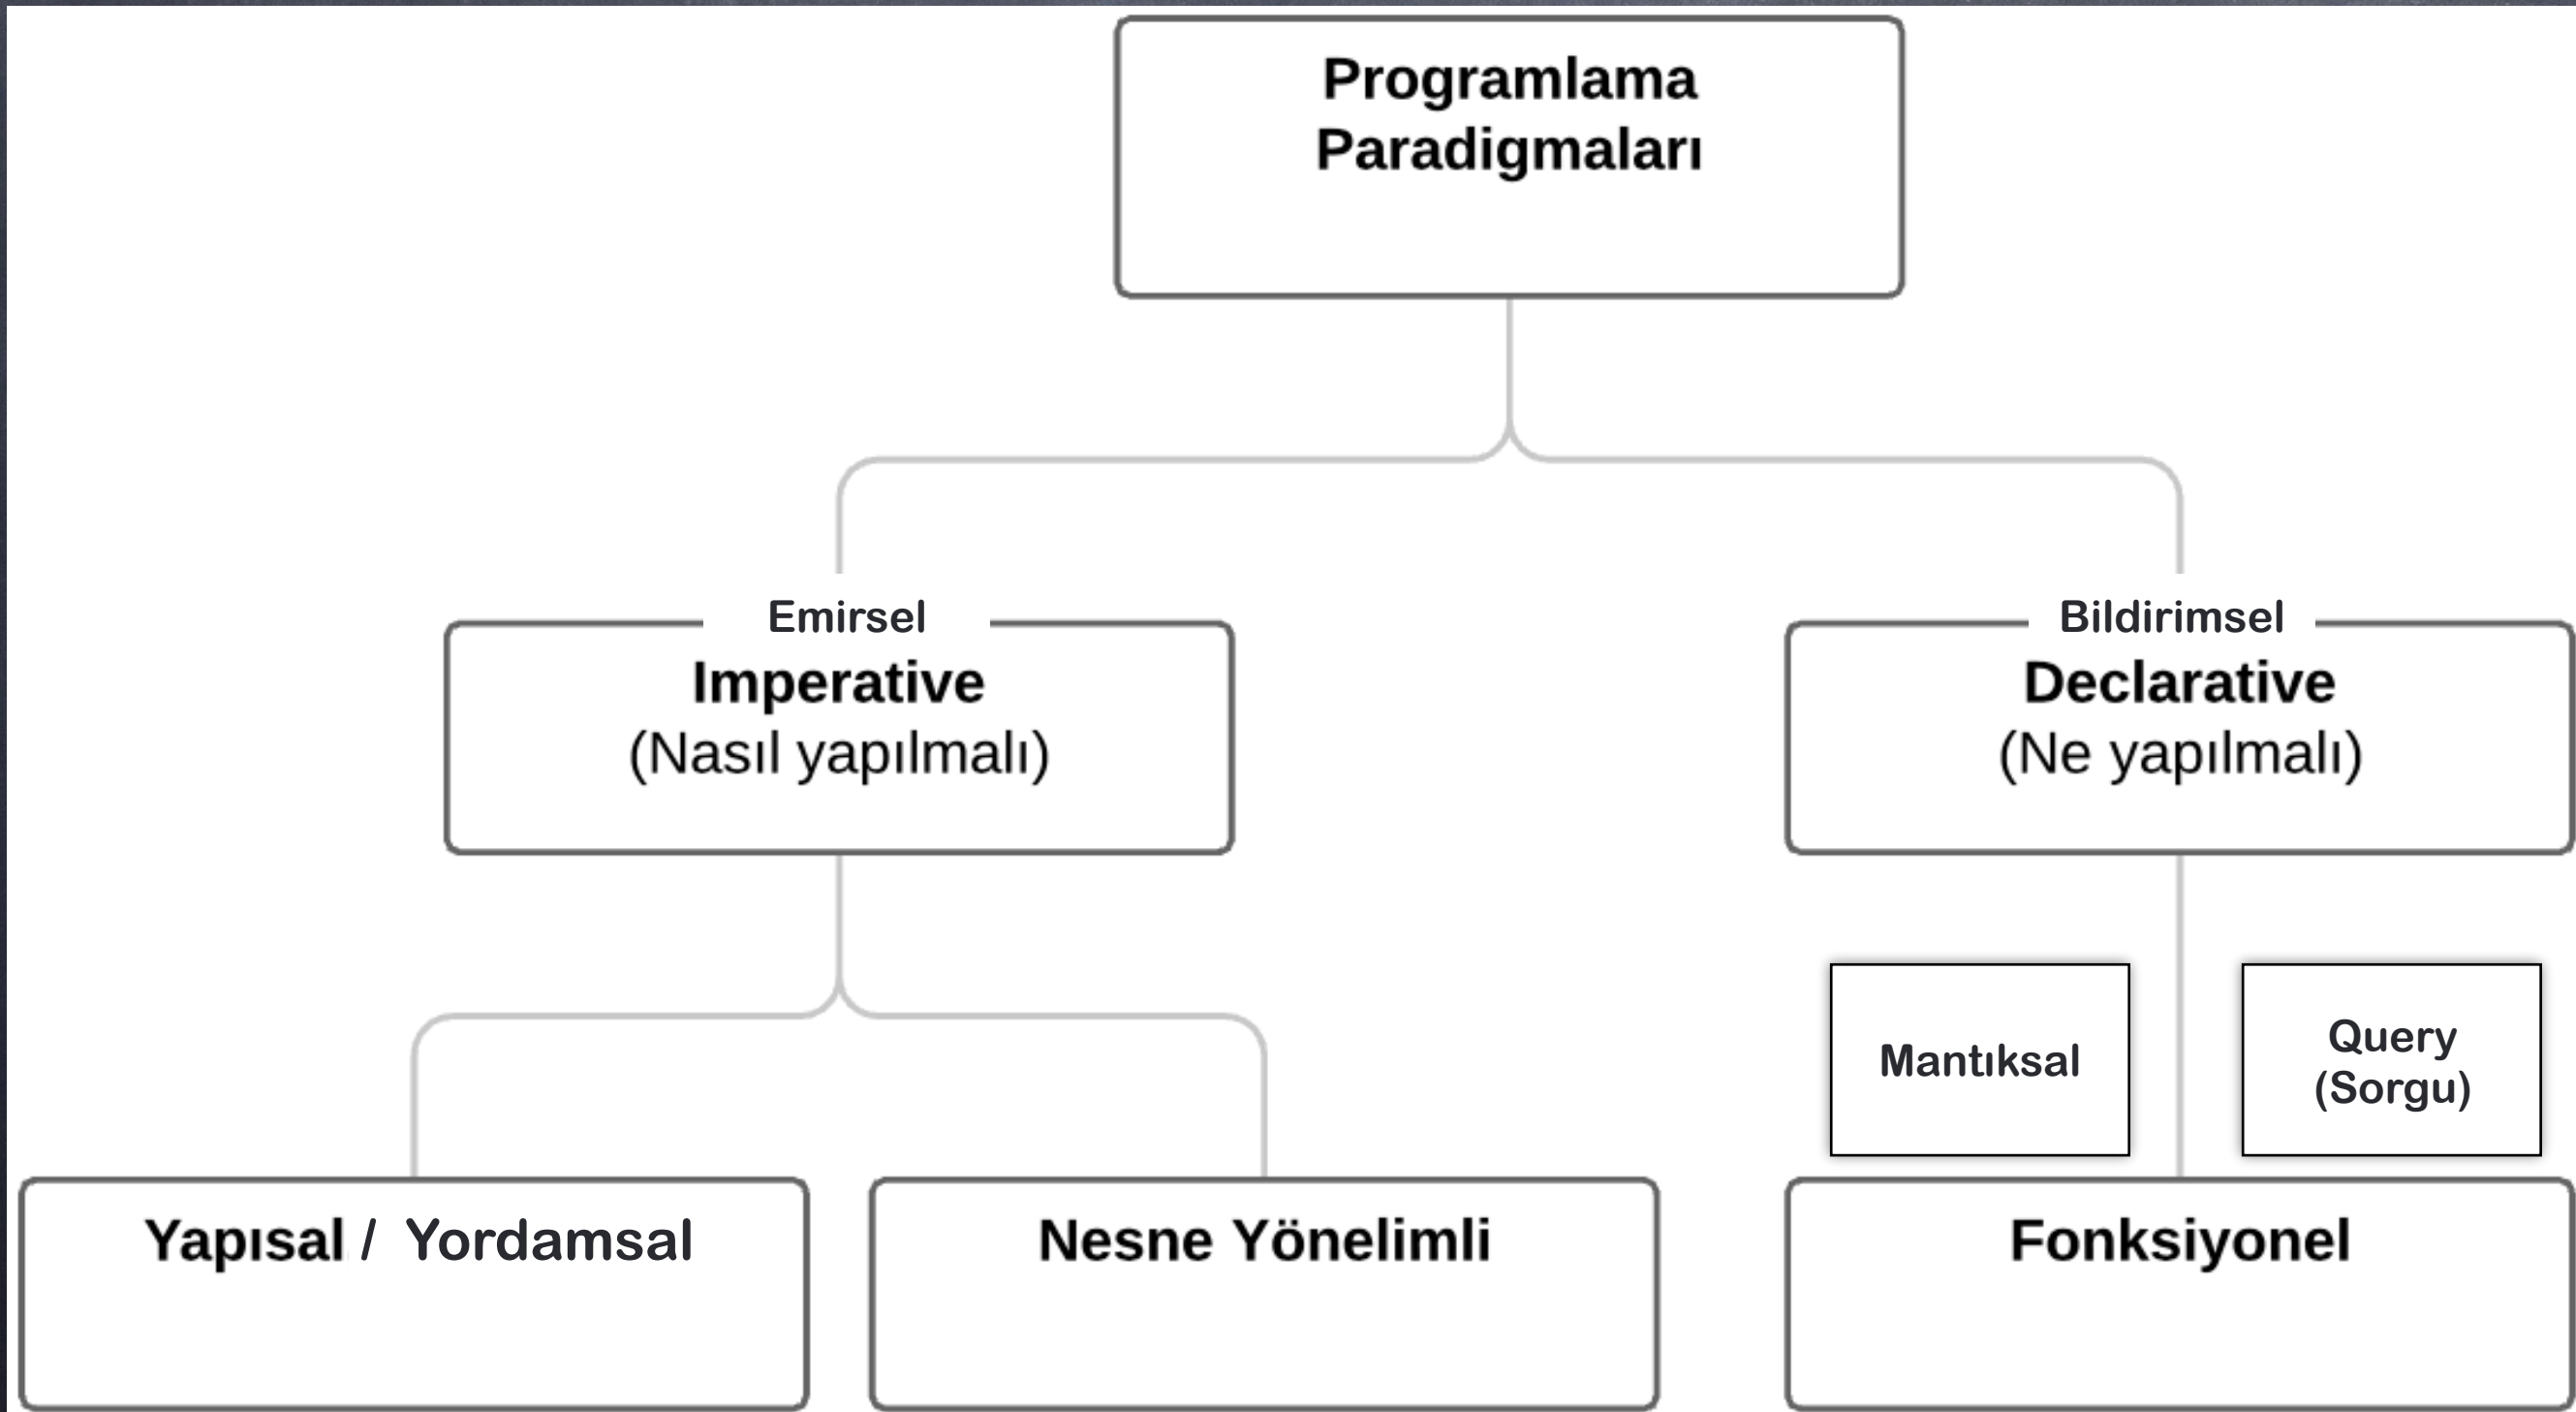 Programlama
Paradigmaları
Emirsel
Imperative
(Nasıl yapılmalı)
Bildirimsel
Declarative
(Ne yapılmalı)
Mantıksal
Query
(Sorgu)
Yapısal / Yordamsal
Nesne Yönelimli
Fonksiyonel